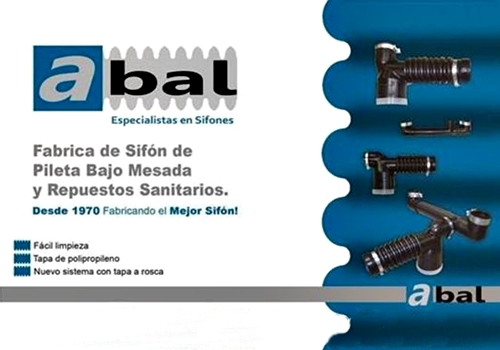 abal
Especialistas en Sifones
Fabrica de Sifón de
Pileta Bajo Mesada
y Repuestos Sanitarios.
Desde 1970 Fabricando el Mejor Sifón!
Fácil limpieza
Tapa de polipropileno
Nuevo sistema con tapa a rosca
abal